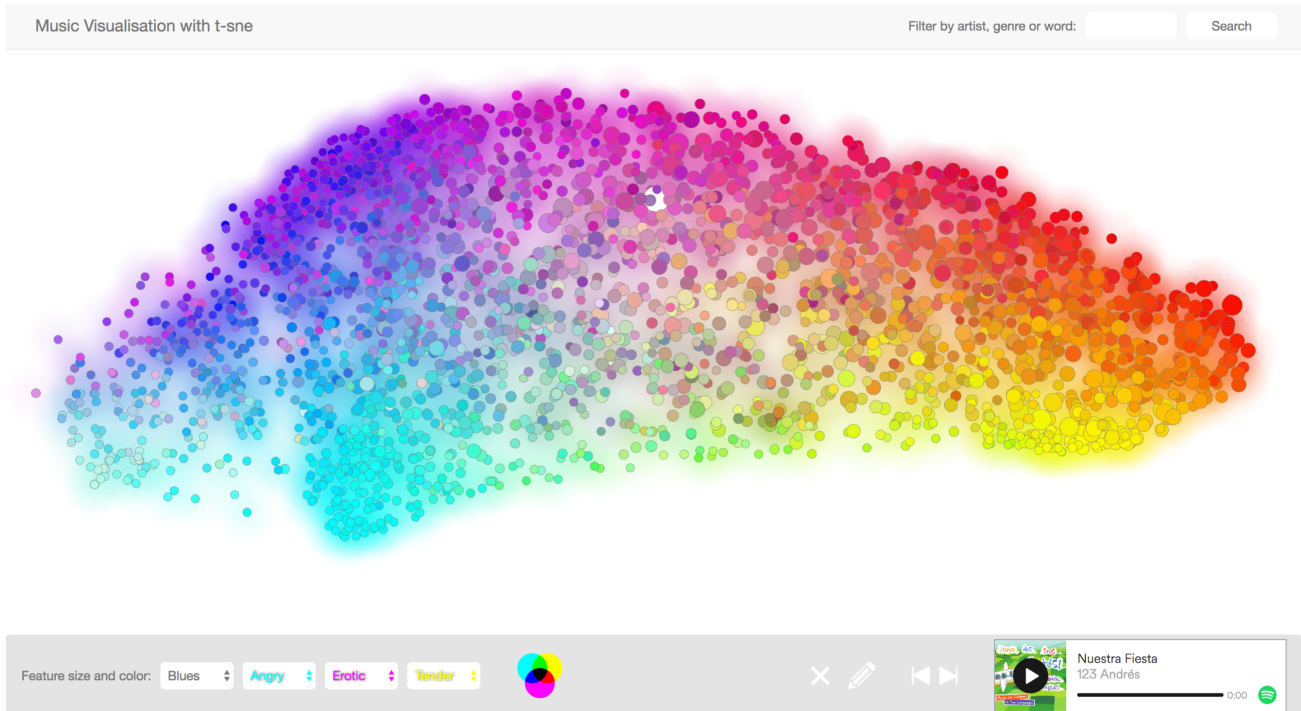 Music Visualisation with t-sne
Filter by artist, genre or word:
Search
Feature size and color:
Blues
Angry
Erotic
Tender
Nuestra Fiesta
123 Andrés
0:00